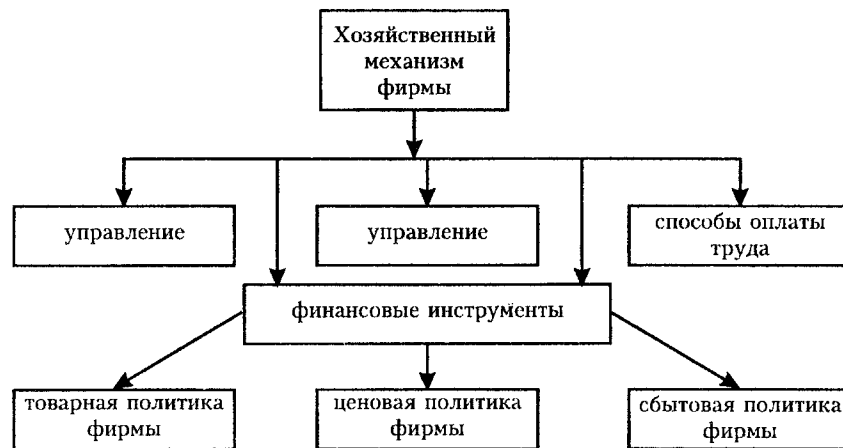 Хозяйственный
механизм
фирмы
управление
управление
способы оплаты
труда
финансовые инструменты
товарная политика
фирмы
ценовая политика
фирмы
сбытовая политика
фирмы